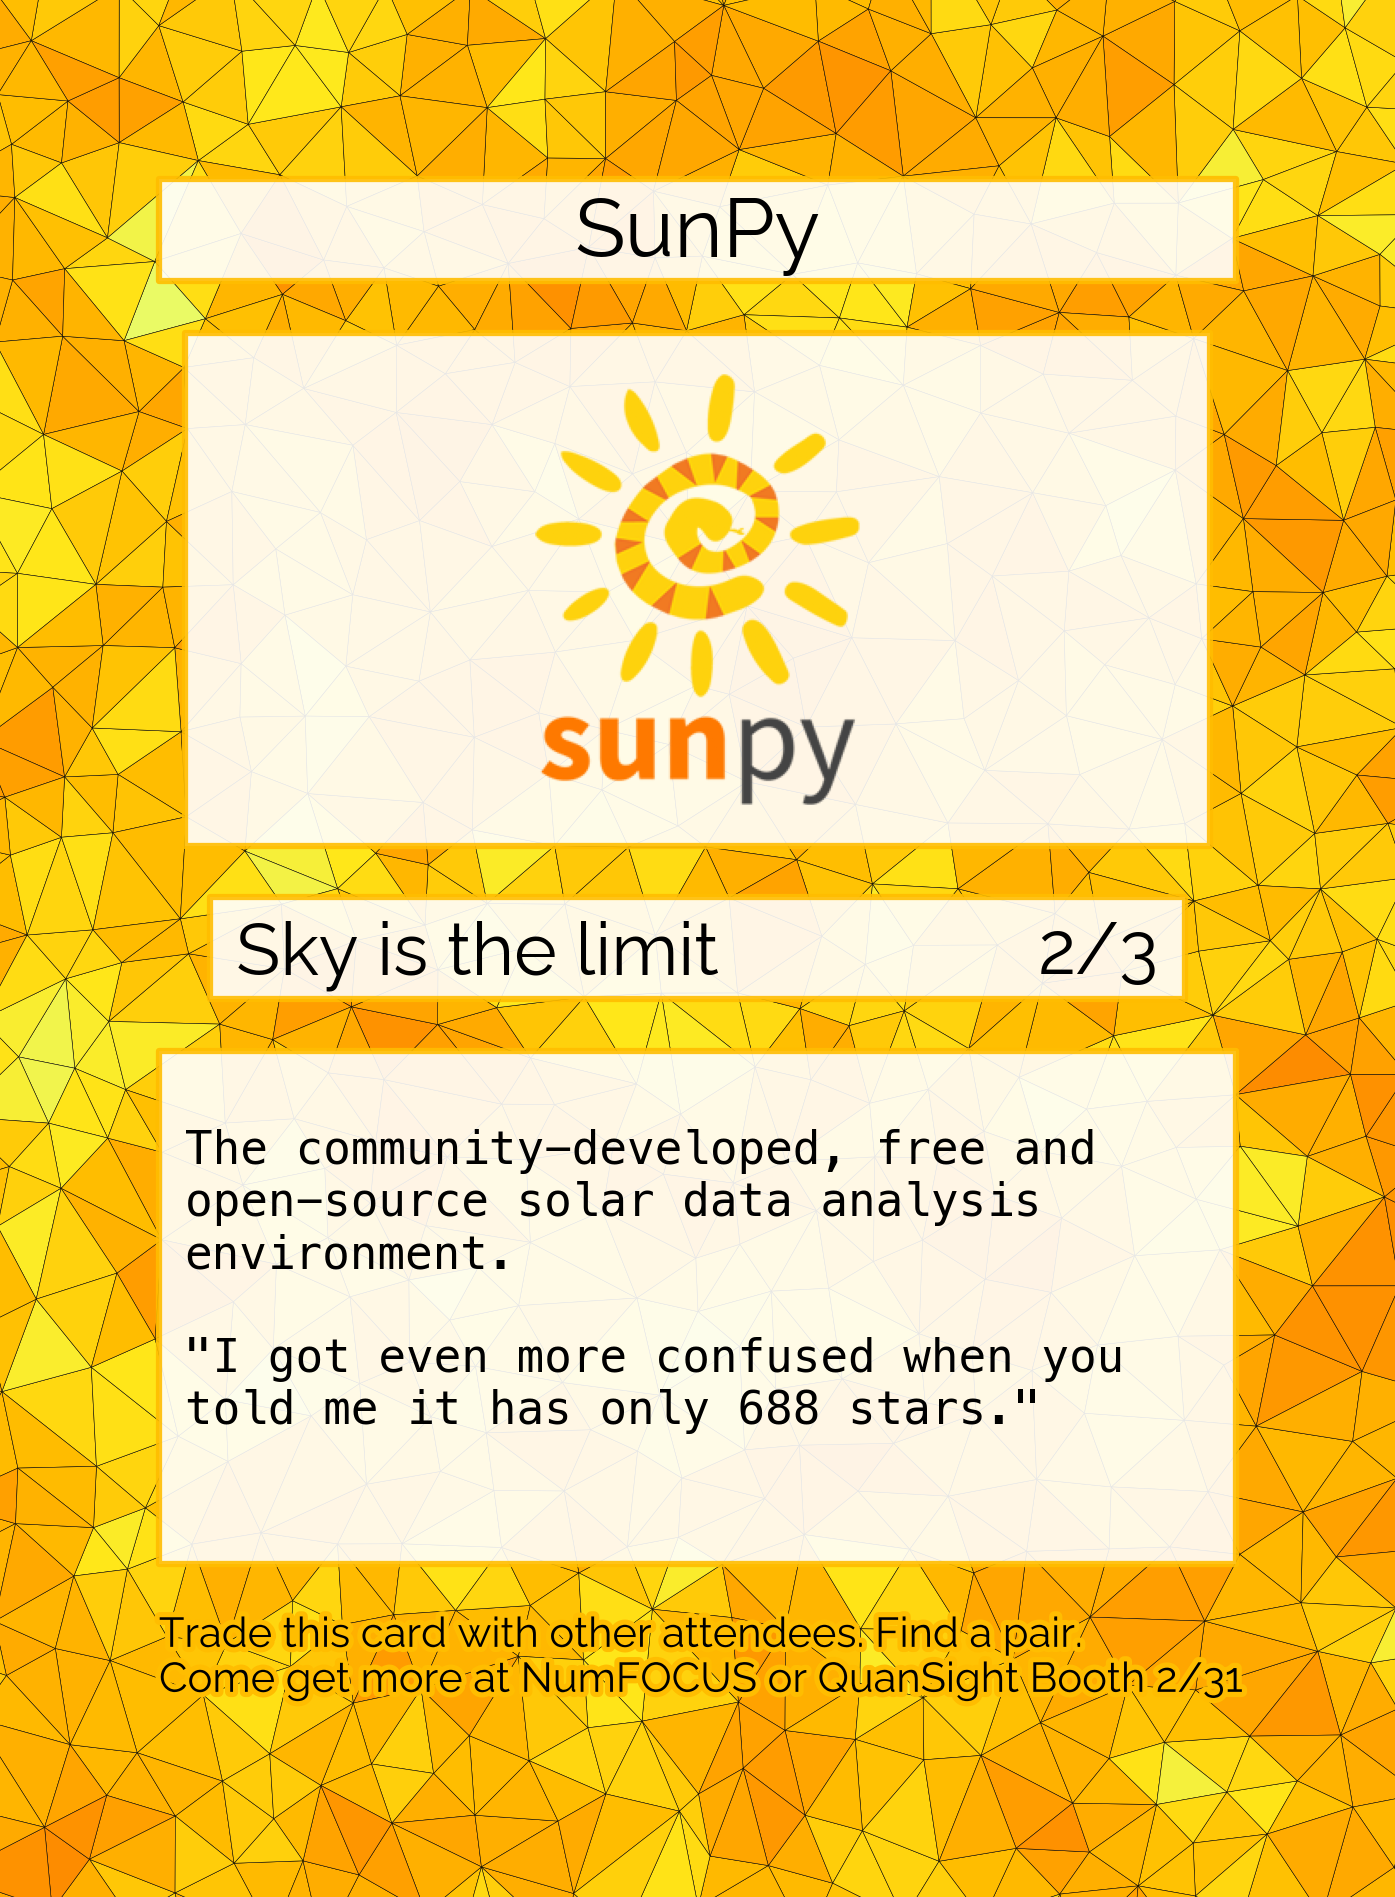 SunPy
sunpy
Sky is the limit 2/3
The community-developed, free and
open-source solar data analysis
environment.
"I got even more confused when you
told me it has only 688 stars."
Trade this card with other attendees. Find a pair.
Come get more at NumFOCUS or QuanSight Booth 2/31